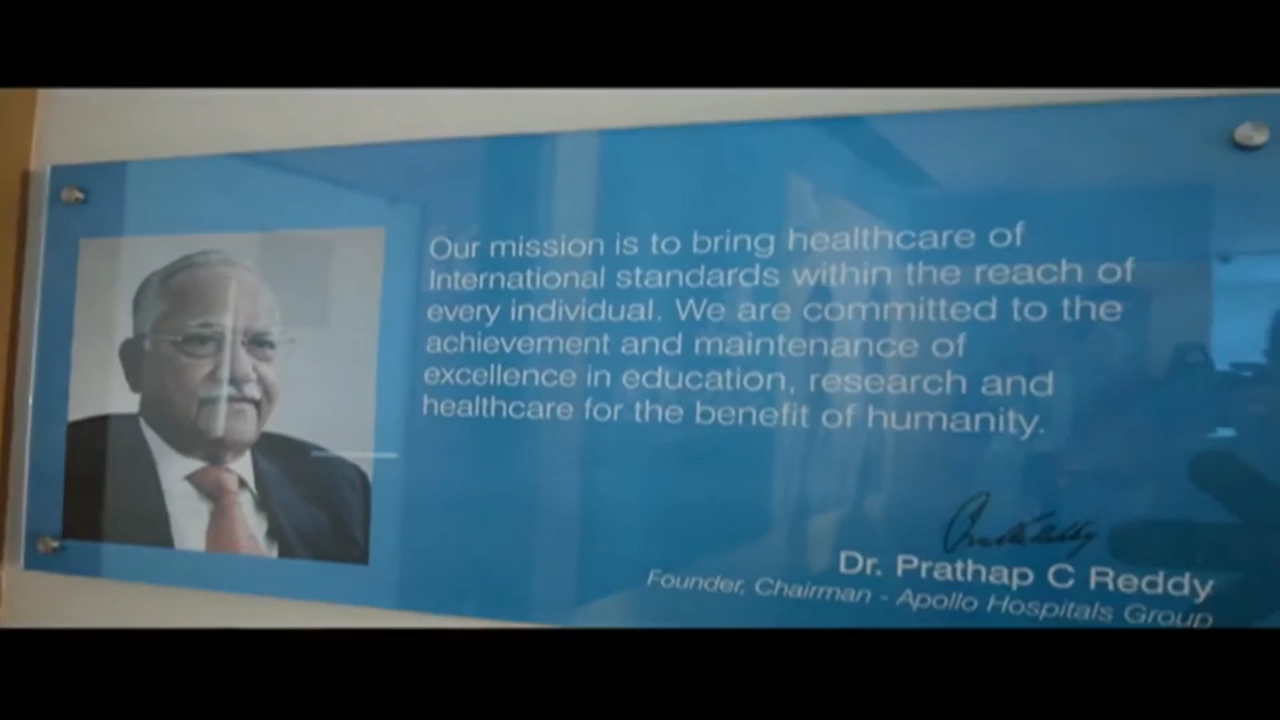 Our mission is to bring healthcare of
International standards within the reach of
every individual. We are committed to the
achievement and maintenance of
excellence in education, research and
healthcare for the benefit of humanity.
Dr. Prathap C Reddy
Founder, Chairman - Apollo Hospitals Group